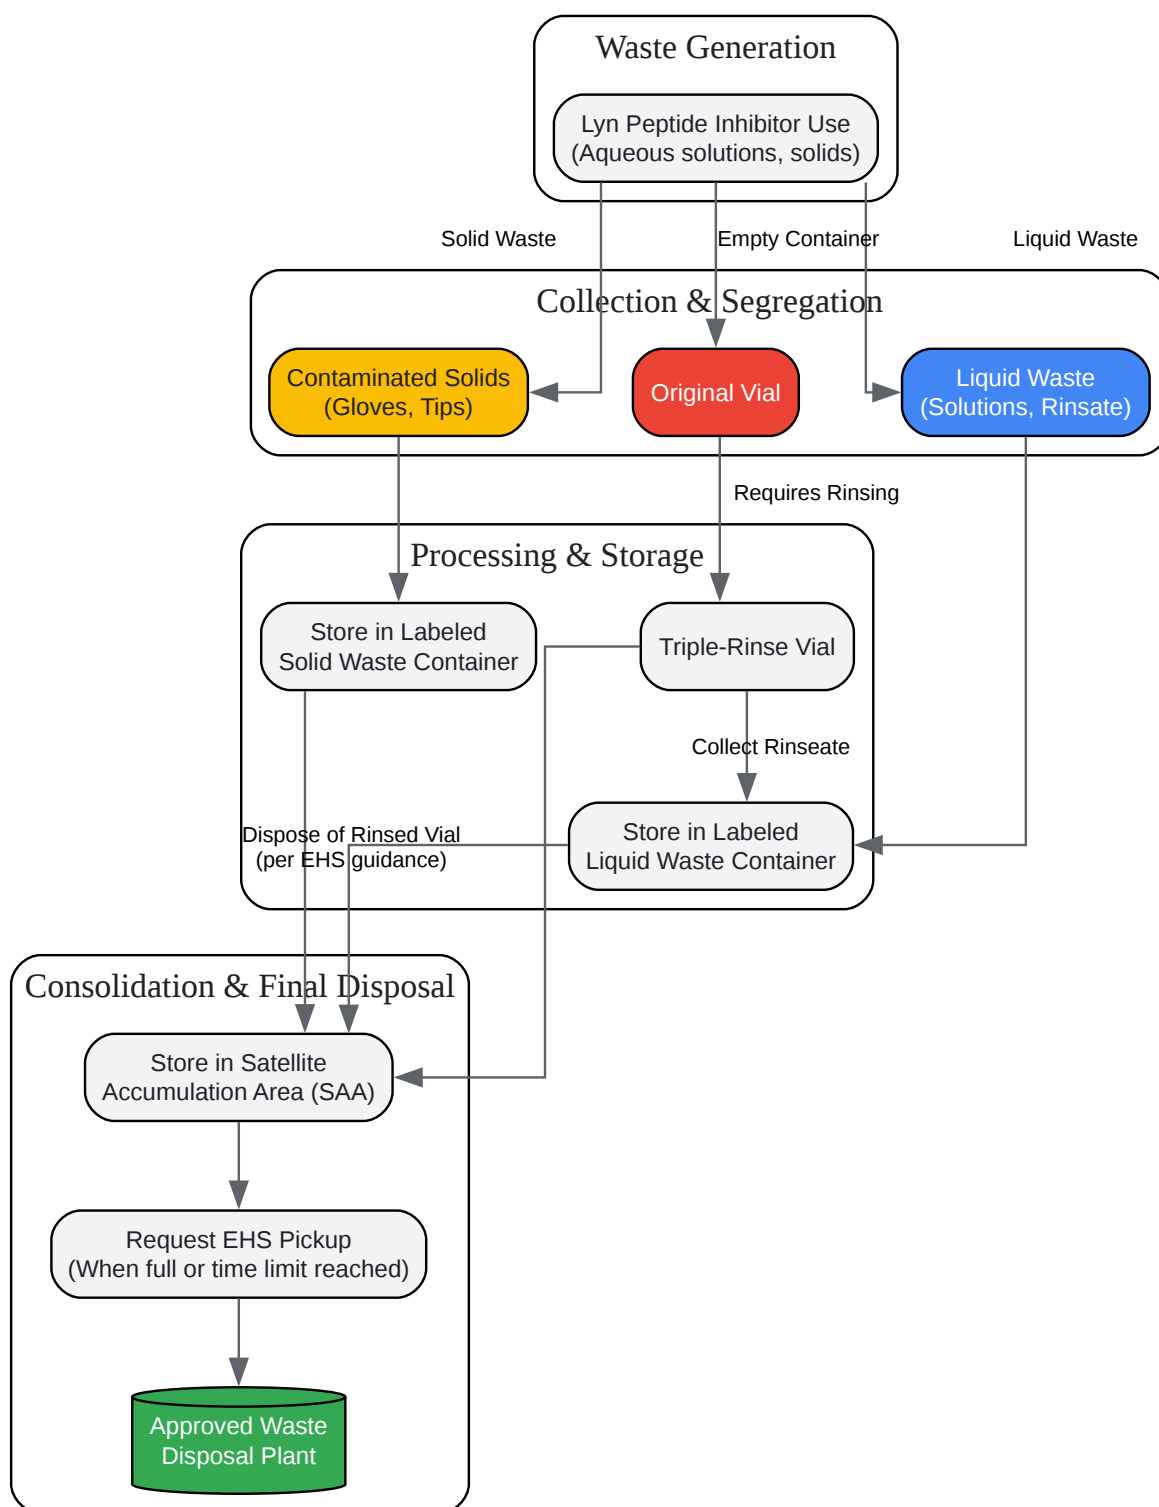 Waste Generation
Lyn Peptide Inhibitor Use
(Aqueous solutions, solids)
Solid Waste
Empty Container
Liquid Waste
Collection & Segregation
Contaminated Solids
(Gloves, Tips)
Original Vial
Liquid Waste
(Solutions, Rinsate)
Requires Rinsing
Processing & Storage
Store in Labeled
Solid Waste Container
Triple-Rinse Vial
Collect Rinseate
Dispose of Rinsed Vial
(per EHS guidance)
Store in Labeled
Liquid Waste Container
Consolidation & Final Disposal
Store in Satellite
Accumulation Area (SAA)
Request EHS Pickup
(When full or time limit reached)
Approved Waste
Disposal Plant